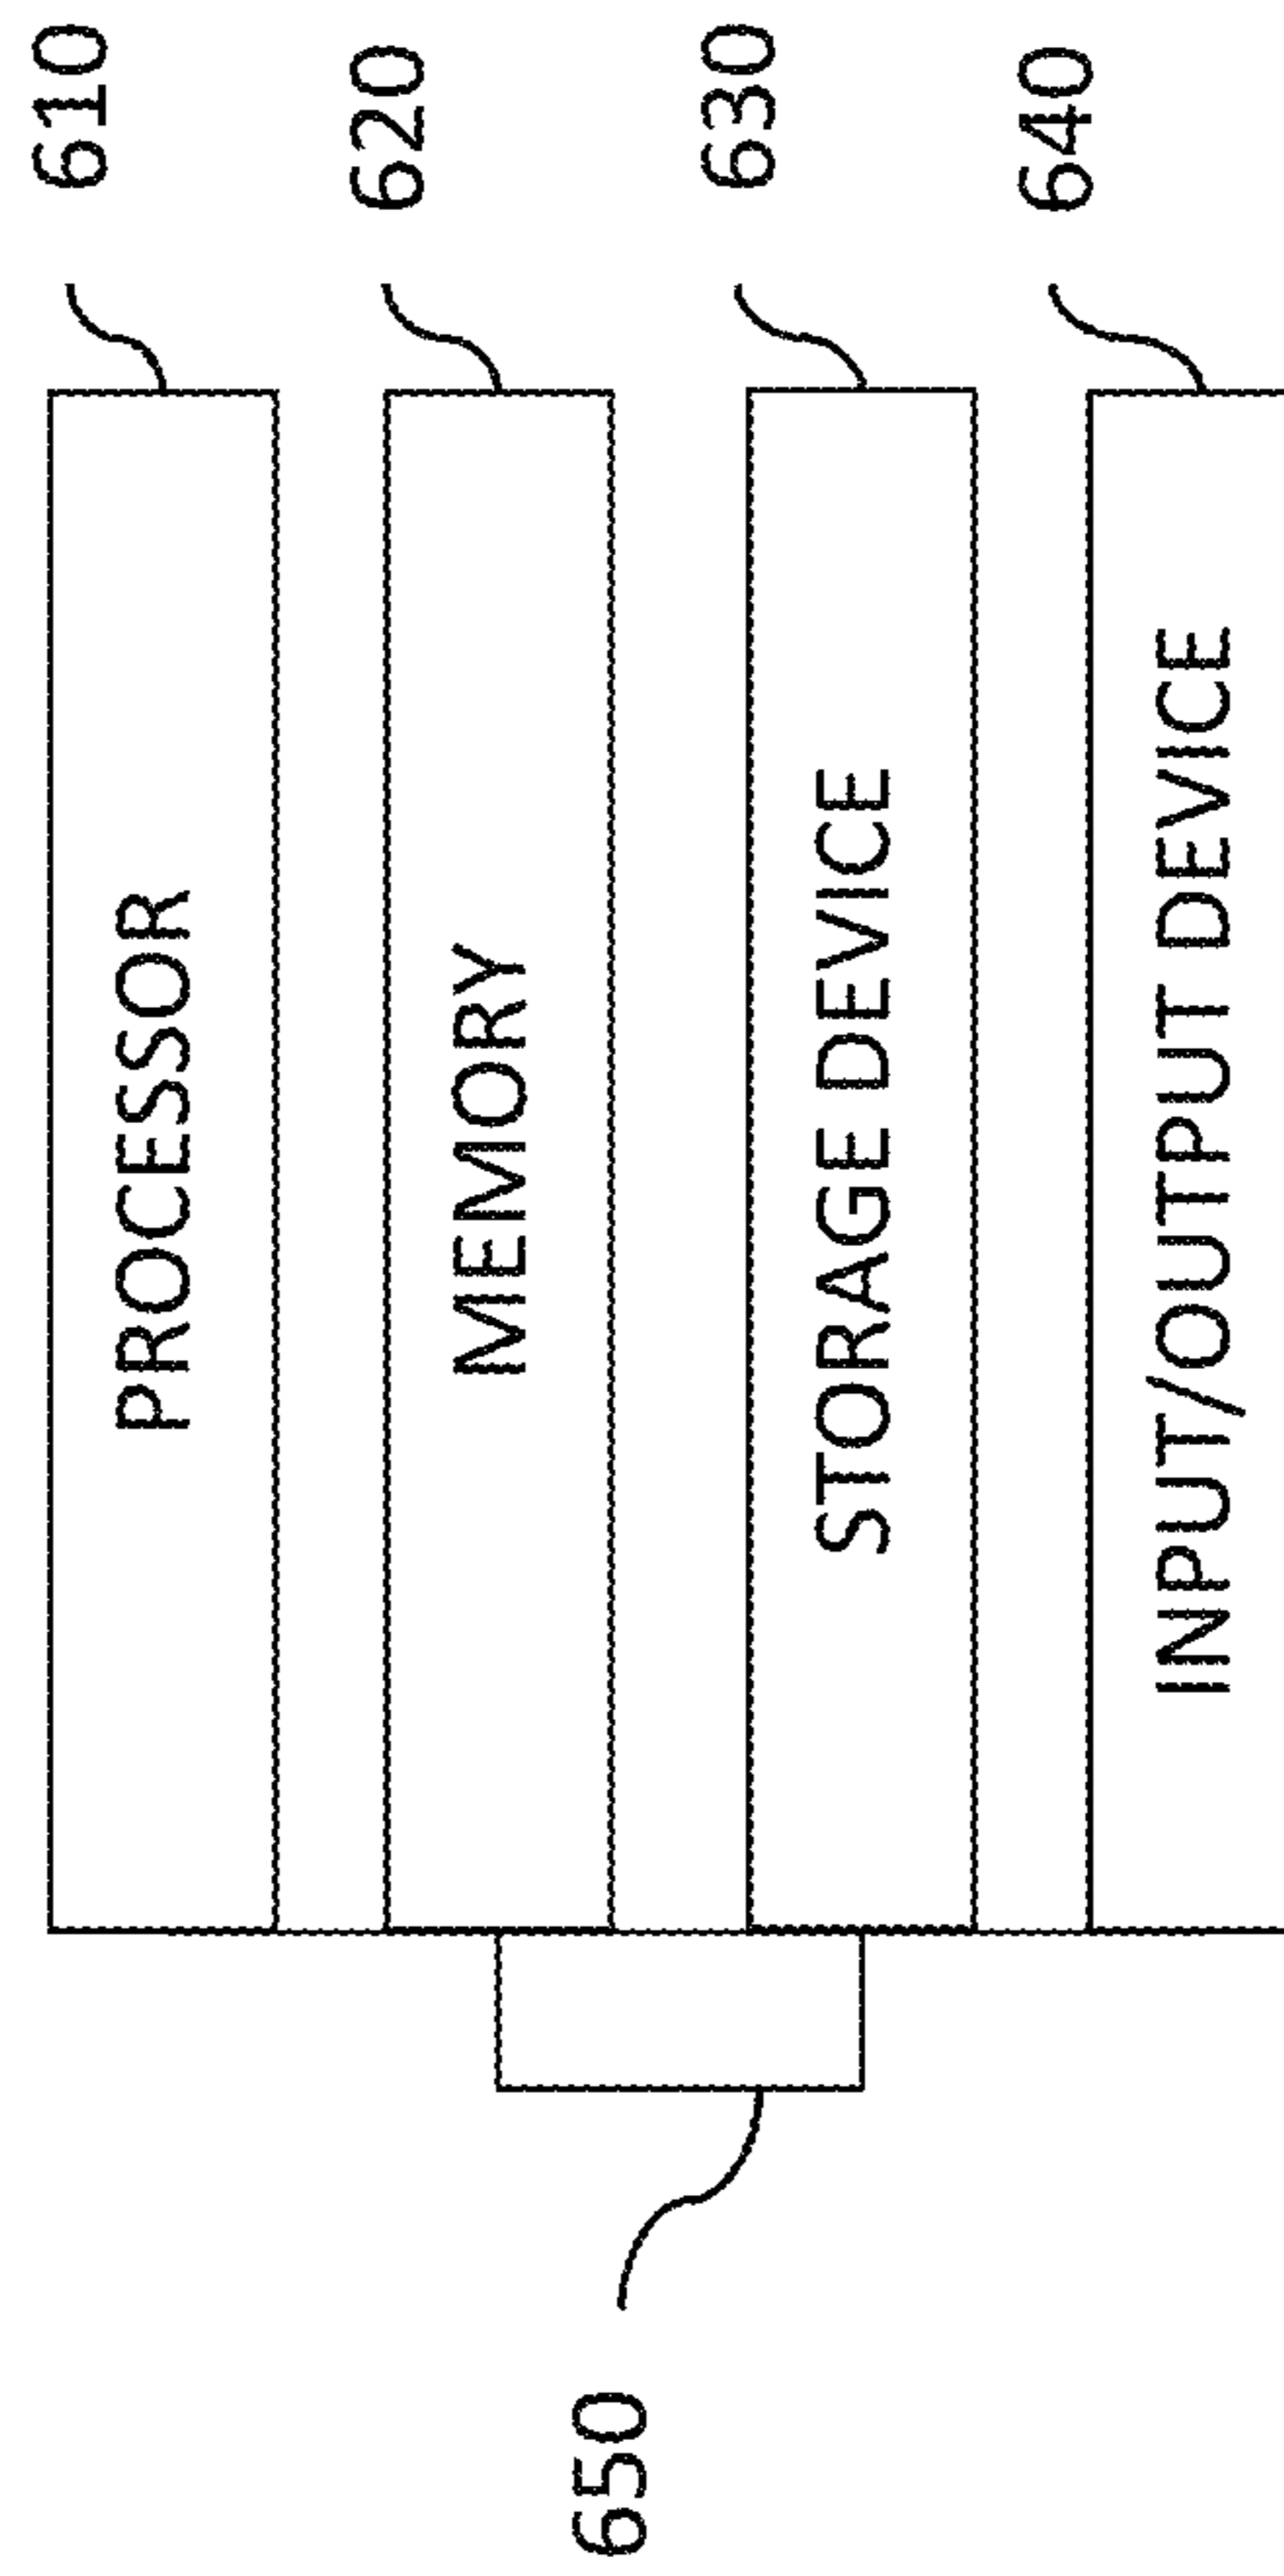 PROCESSOR 610
MEMORY 620
STORAGE DEVICE 630
INPUT/OUTPUT DEVICE 640
650